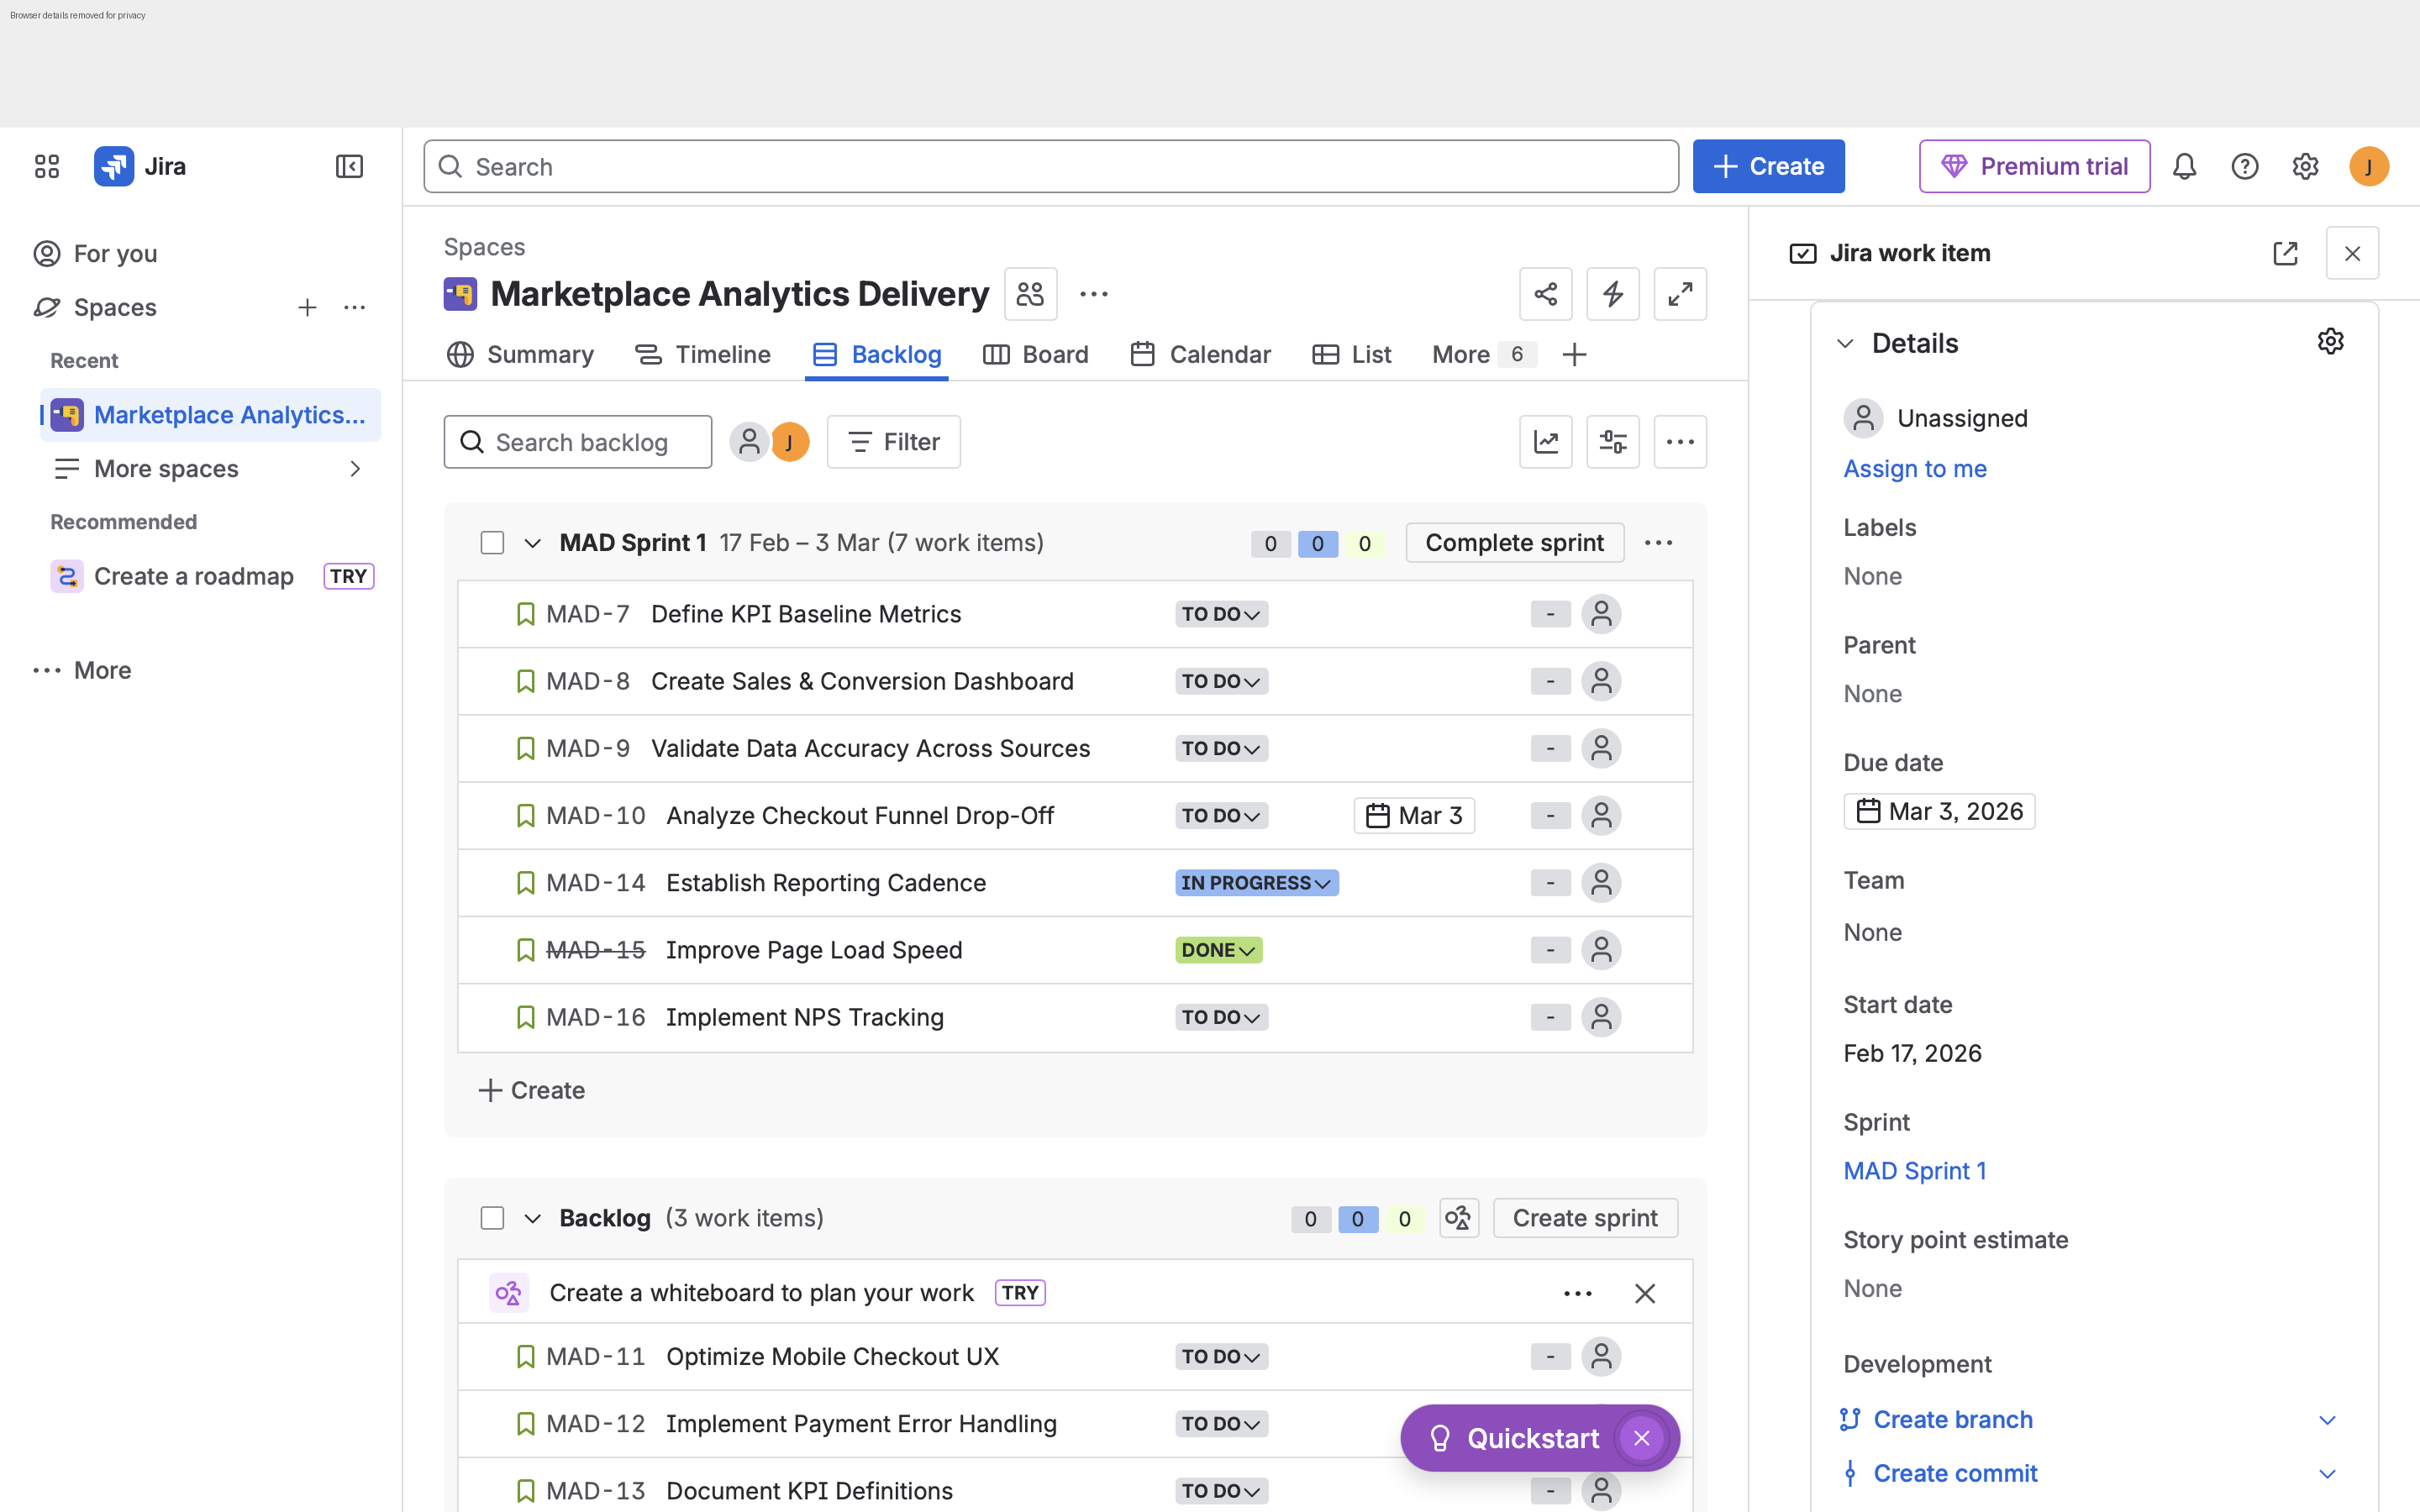 Browser details removed for privacy
Jira
Search
Create
Premium trial
J
For you
Spaces
Recent
Marketplace Analytics...
More spaces
Recommended
Create a roadmap TRY
More
Spaces
Marketplace Analytics Delivery
Summary
Timeline
Backlog
Board
Calendar
List
More 6
Search backlog
J
Filter
MAD Sprint 1 17 Feb – 3 Mar (7 work items)
0 0 0
Complete sprint
MAD-7 Define KPI Baseline Metrics TO DO -
MAD-8 Create Sales & Conversion Dashboard TO DO -
MAD-9 Validate Data Accuracy Across Sources TO DO -
MAD-10 Analyze Checkout Funnel Drop-Off TO DO Mar 3 -
MAD-14 Establish Reporting Cadence IN PROGRESS -
MAD-15 Improve Page Load Speed DONE -
MAD-16 Implement NPS Tracking TO DO -
Create
Backlog (3 work items)
0 0 0
Create sprint
Create a whiteboard to plan your work TRY
MAD-11 Optimize Mobile Checkout UX TO DO -
MAD-12 Implement Payment Error Handling TO DO
MAD-13 Document KPI Definitions TO DO -
Quickstart
Jira work item
Details
Unassigned
Assign to me
Labels
None
Parent
None
Due date
Mar 3, 2026
Team
None
Start date
Feb 17, 2026
Sprint
MAD Sprint 1
Story point estimate
None
Development
Create branch
Create commit